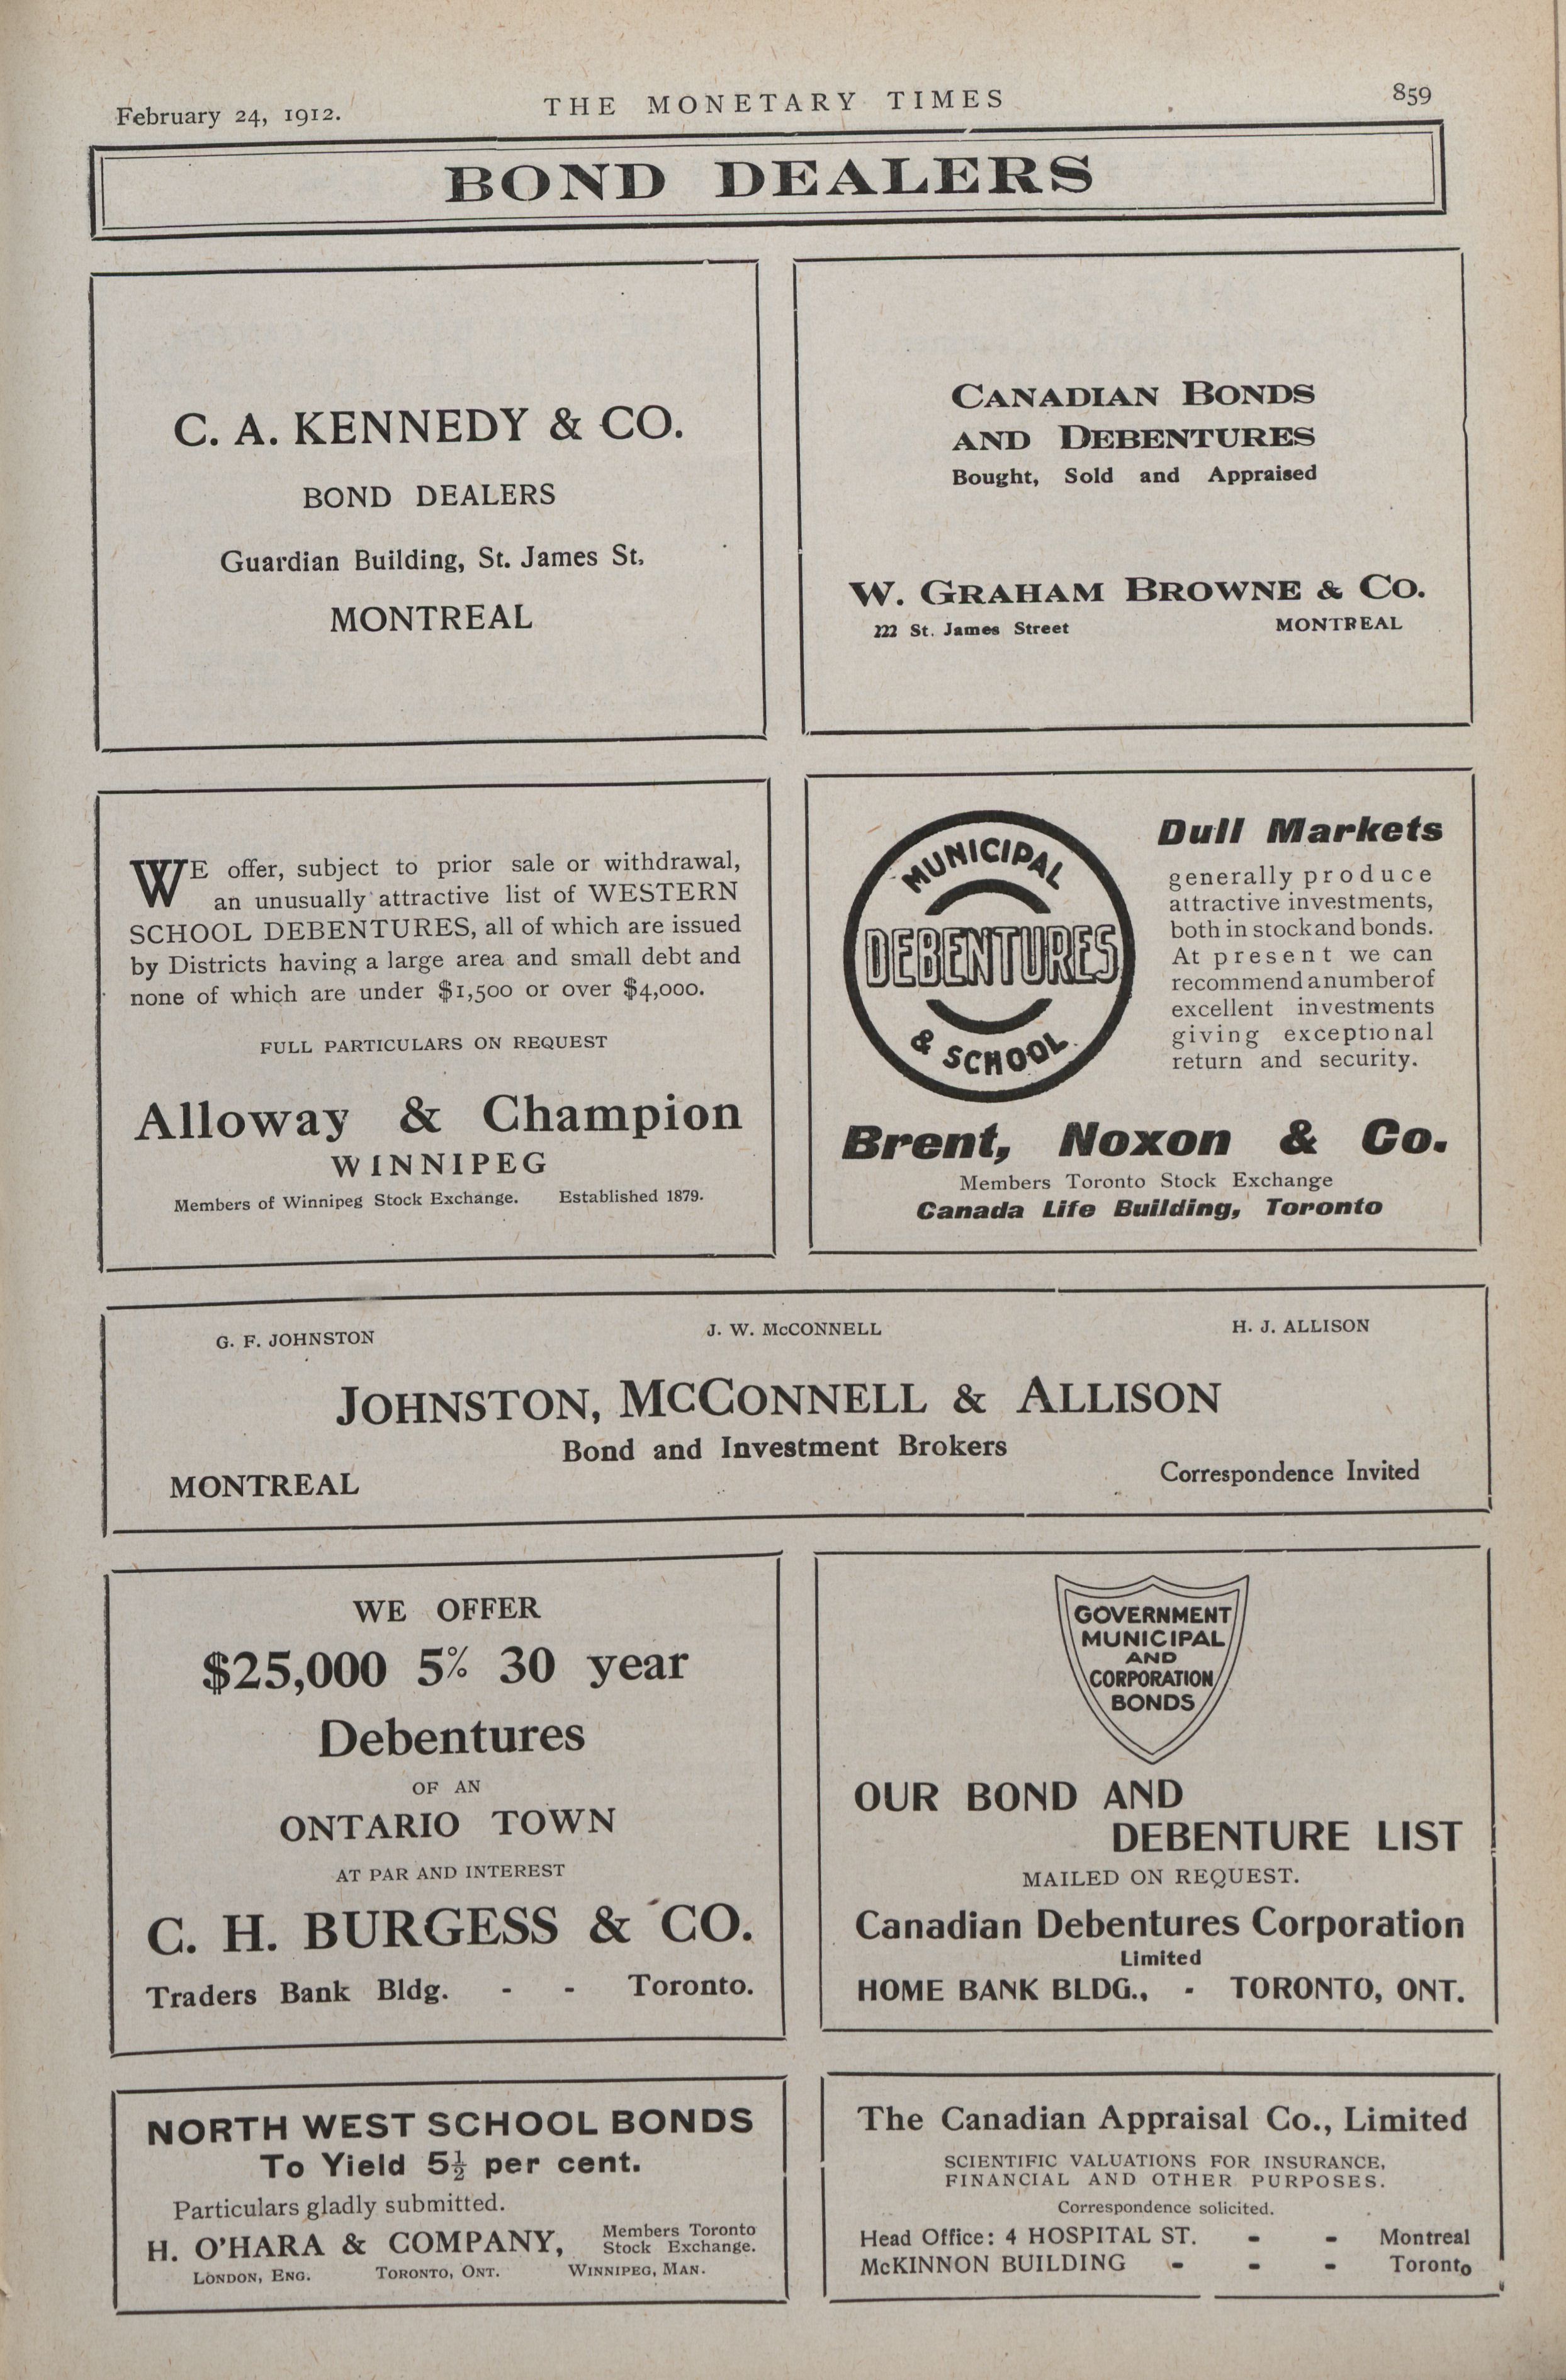 February 24, 1912.
THE MONETARY TIMES
859
BOND DEALERS
C. A. KENNEDY & CO.
BOND DEALERS
Guardian Building, St. James St.
MONTREAL
CANADIAN BONDS
AND DEBENTURES
Bought, Sold and Appraised
W. GRAHAM BROWNE & CO.
222 St. James Street MONTREAL
WE offer, subject to prior sale or withdrawal,
an unusually attractive list of WESTERN
SCHOOL DEBENTURES, all of which are issued
by Districts having a large area and small debt and
none of which are under $1,500 or over $4,000.
FULL PARTICULARS ON REQUEST
Alloway & Champion
WINNIPEG
Members of Winnipeg Stock Exchange. Established 1879.
MUNICIPAL
DEBENTURES
& SCHOOL
Dull Markets
generally produce
attractive investments,
both in stock and bonds.
At present we can
recommend a number of
excellent investments
giving exceptional
return and security.
Brent, Noxon & Co.
Members Toronto Stock Exchange
Canada Life Building, Toronto
G. F. JOHNSTON J. W. McCONNELL H. J. ALLISON
JOHNSTON, MCCONNELL & ALLISON
Bond and Investment Brokers
MONTREAL Correspondence Invited
WE OFFER
$25,000 5% 30 year
Debentures
OF AN
ONTARIO TOWN
AT PAR AND INTEREST
C. H. BURGESS & CO.
Traders Bank Bldg. - - Toronto.
GOVERNMENT
MUNICIPAL
AND
CORPORATION
BONDS
OUR BOND AND
DEBENTURE LIST
MAILED ON REQUEST.
Canadian Debentures Corporation
Limited
HOME BANK BLDG., - TORONTO, ONT.
NORTH WEST SCHOOL BONDS
To Yield 5½ per cent.
Particulars gladly submitted.
H. O'HARA & COMPANY, Members Toronto
Stock Exchange.
LONDON, ENG. TORONTO, ONT. WINNIPEG, MAN.
The Canadian Appraisal Co., Limited
SCIENTIFIC VALUATIONS FOR INSURANCE,
FINANCIAL AND OTHER PURPOSES.
Correspondence solicited.
Head Office: 4 HOSPITAL ST. - - Montreal
McKINNON BUILDING - - - Toronto